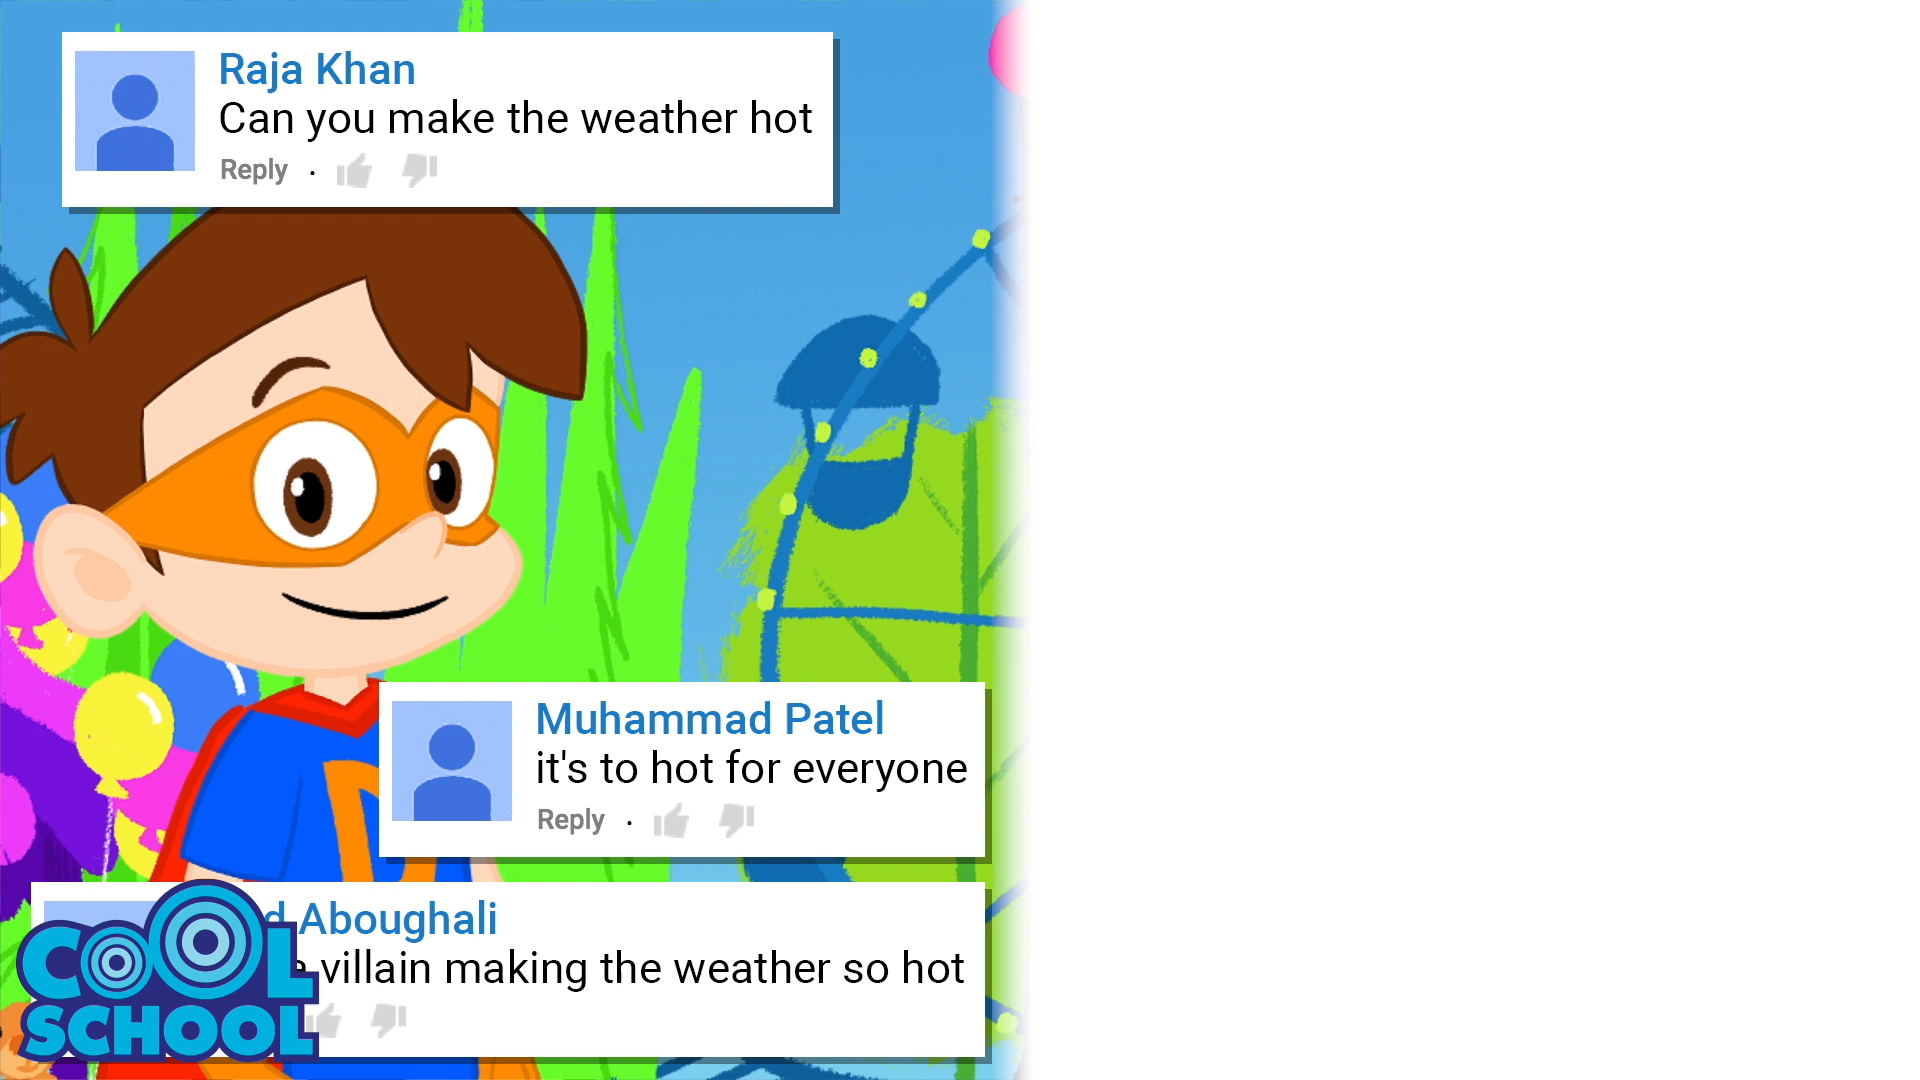 Raja Khan
Can you make the weather hot
Reply
Muhammad Patel
it's to hot for everyone
Reply
Aboughali
villain making the weather so hot
COOL
SCHOOL